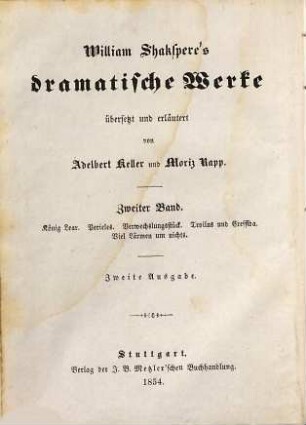 William Shakspere's
dramatische Werke
übersetzt und erläutert
von
Adelbert Keller und Moriz Rapp.
Zweiter Band.
König Lear. Pericles. Verwechslungsstück. Troilus und Cressida.
Viel Lärmen um nichts.
Zweite Ausgabe.
Stuttgart.
Verlag der J. B. Metzler'schen Buchhandlung.
1854.